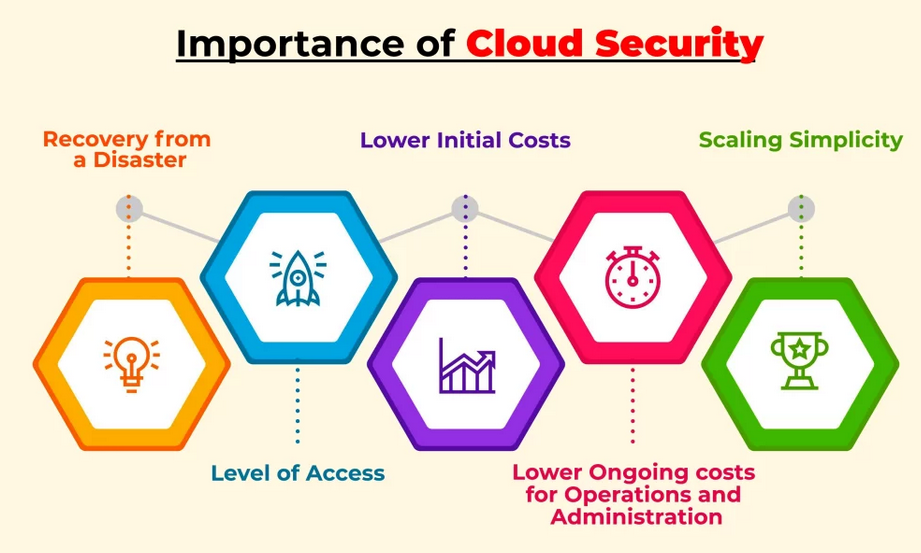 Importance of Cloud Security
Recovery from
a Disaster
Lower Initial Costs
Scaling Simplicity
Level of Access
Lower Ongoing costs
for Operations and
Administration